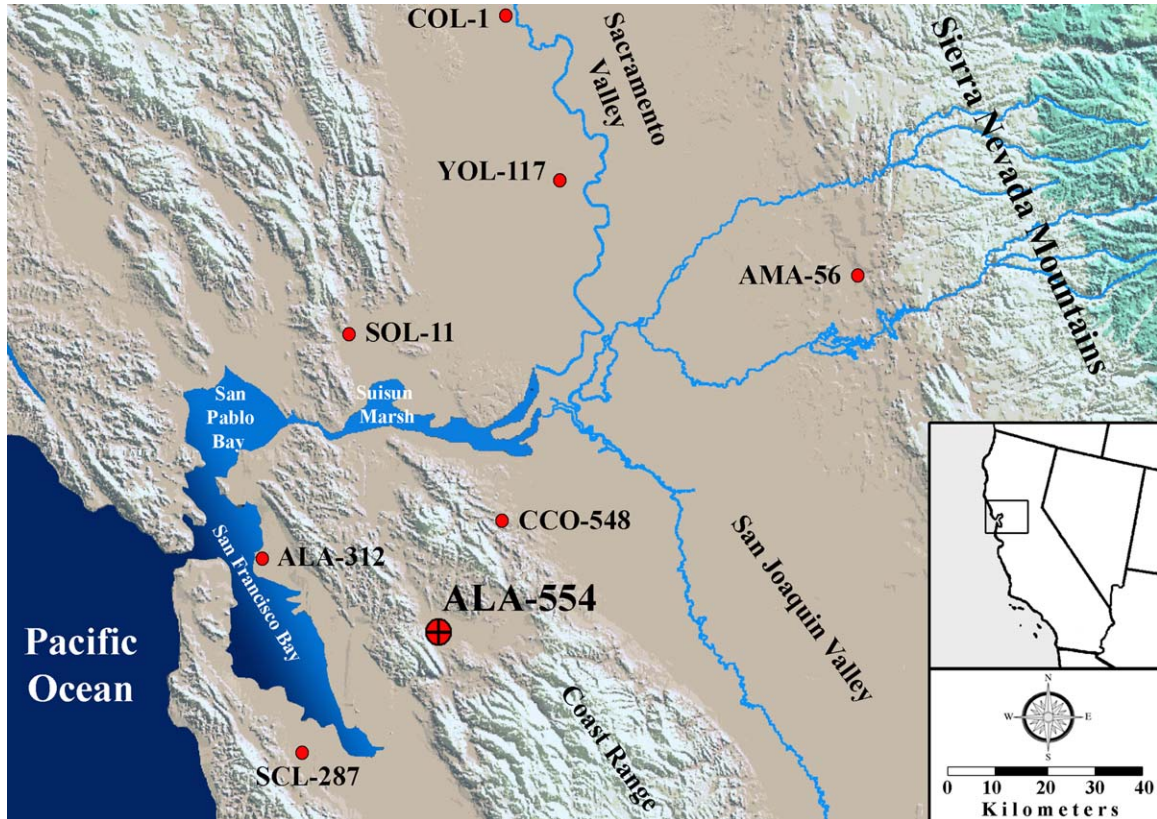 COL-1
Sacramento
Valley
Sierra Nevada Mountains
YOL-117
AMA-56
SOL-11
San
Pablo
Bay
Suisun
Marsh
CCO-548
San Francisco Bay
ALA-312
ALA-554
San Joaquin Valley
Pacific
Ocean
Coast Range
SCL-287
N
W
E
S
0 10 20 30 40
Kilometers